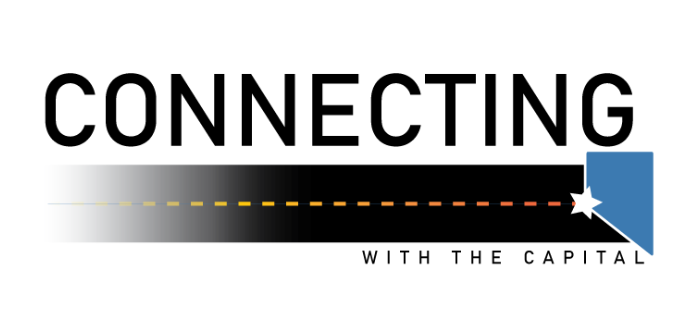 CONNECTING
WITH THE CAPITAL